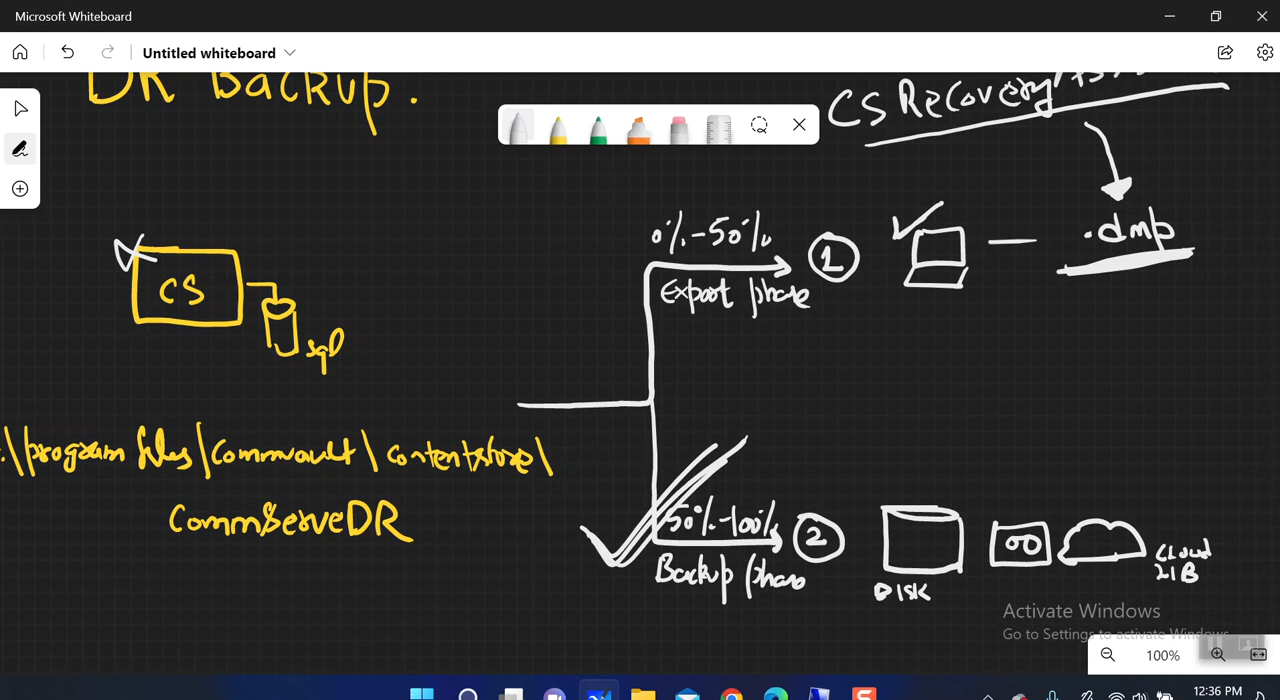 Microsoft Whiteboard
Untitled whiteboard
DR Backup.
CS Recovery
.dmp
0%-50%
Export phase
1
CS
sql
\program files\Commvault\contentstore\
CommServeDR
50%-100%
Backup phase
2
DISK
CLOUD
LIB
Activate Windows
Go to Settings to activate Windows.
100%
12:36 PM